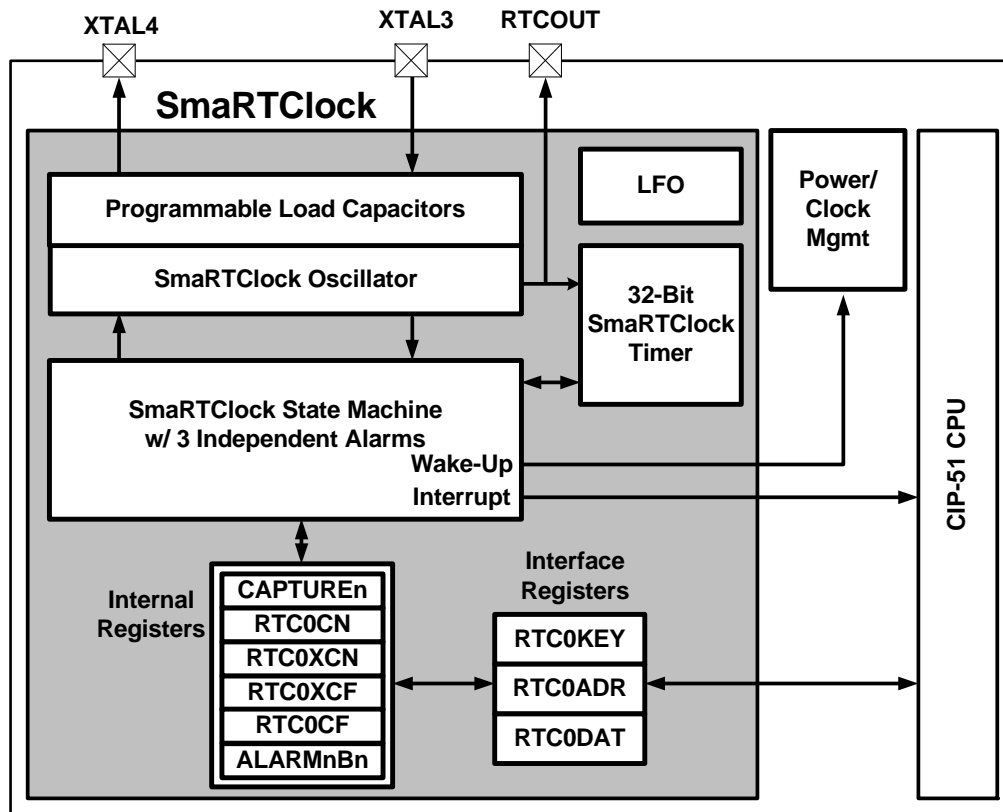 XTAL4
XTAL3
RTCOUT
SmaRTClock
Programmable Load Capacitors
LFO
Power/
Clock
Mgmt
SmaRTClock Oscillator
32-Bit
SmaRTClock
Timer
SmaRTClock State Machine
w/ 3 Independent Alarms
Wake-Up
Interrupt
CIP-51 CPU
Internal
Registers
CAPTUREn
RTC0CN
RTC0XCN
RTC0XCF
RTC0CF
ALARMnBn
Interface
Registers
RTC0KEY
RTC0ADR
RTC0DAT